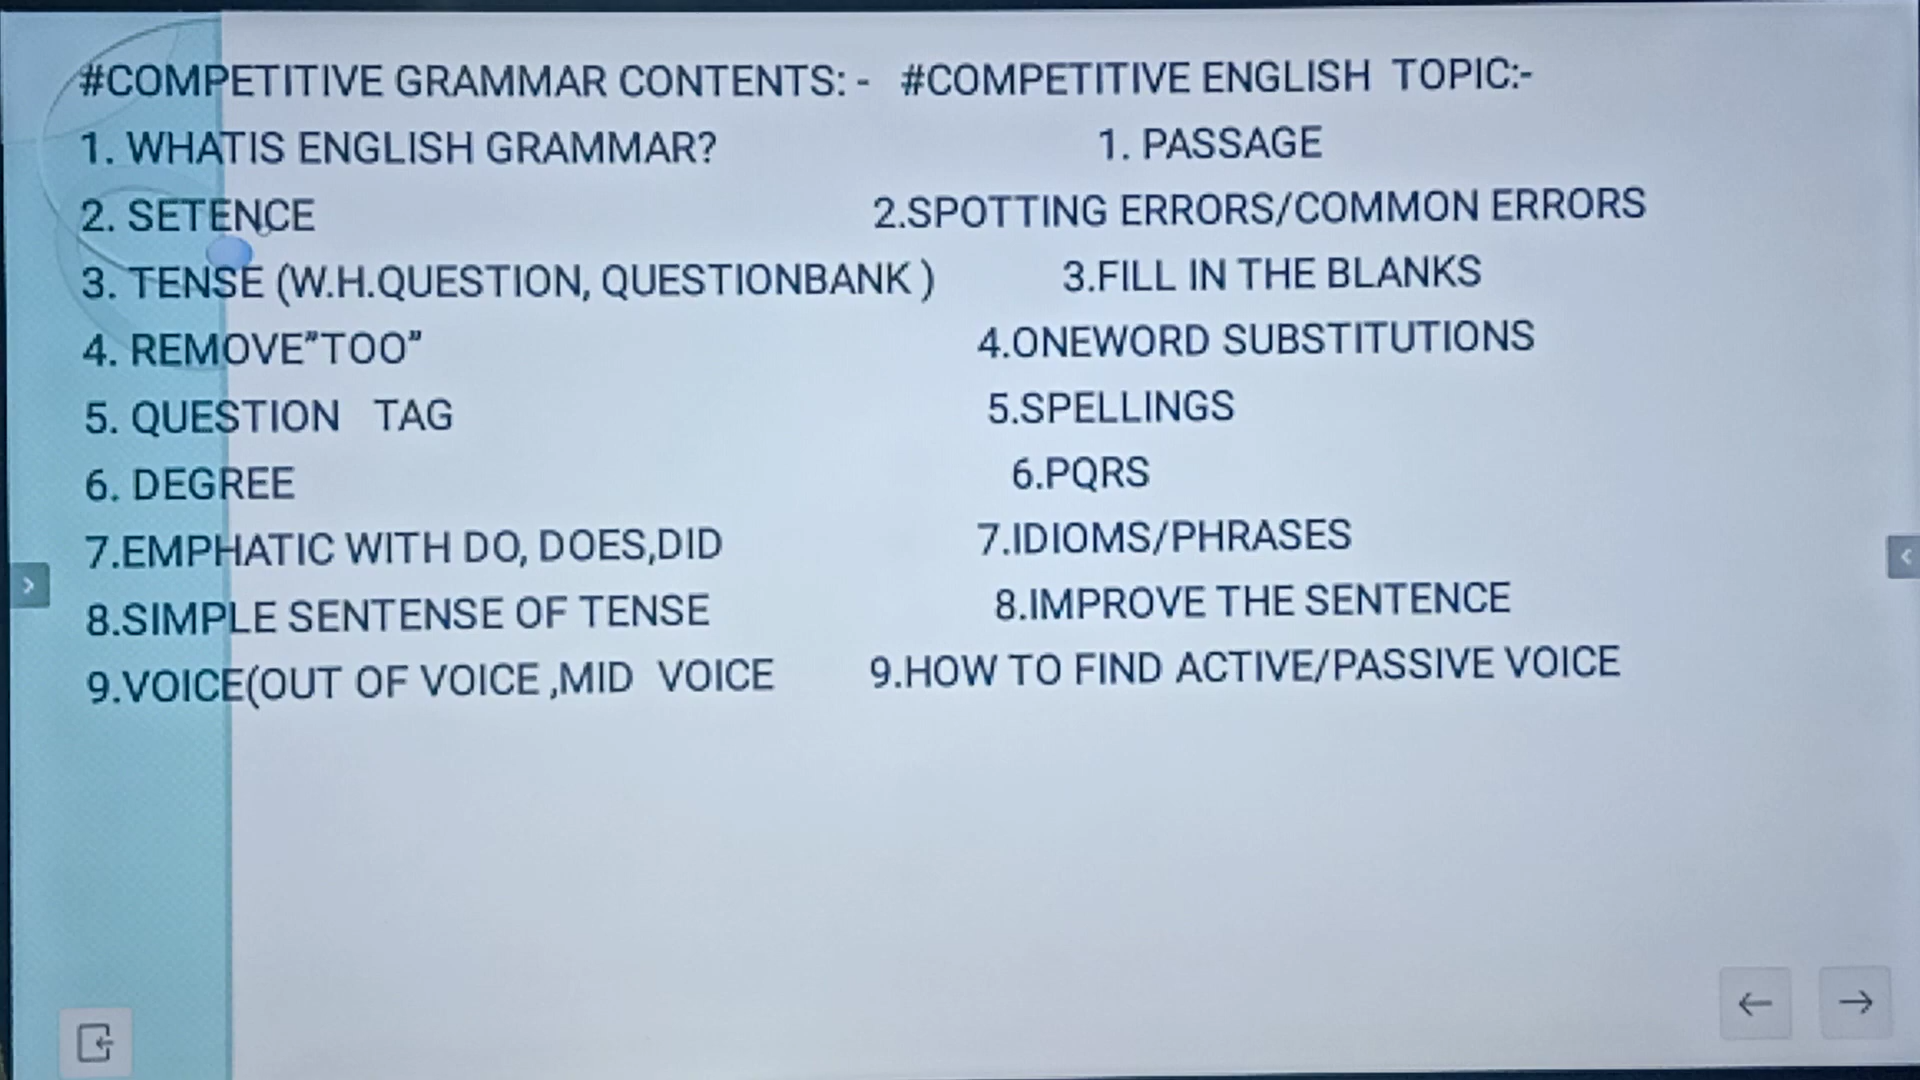 #COMPETITIVE GRAMMAR CONTENTS: -   #COMPETITIVE ENGLISH  TOPIC:-
1. WHATIS ENGLISH GRAMMAR?   1. PASSAGE
2. SETENCE   2.SPOTTING ERRORS/COMMON ERRORS
3. TENSE (W.H.QUESTION, QUESTIONBANK )   3.FILL IN THE BLANKS
4. REMOVE”TOO”   4.ONEWORD SUBSTITUTIONS
5. QUESTION   TAG   5.SPELLINGS
6. DEGREE   6.PQRS
7.EMPHATIC WITH DO, DOES,DID   7.IDIOMS/PHRASES
8.SIMPLE SENTENSE OF TENSE   8.IMPROVE THE SENTENCE
9.VOICE(OUT OF VOICE ,MID  VOICE   9.HOW TO FIND ACTIVE/PASSIVE VOICE